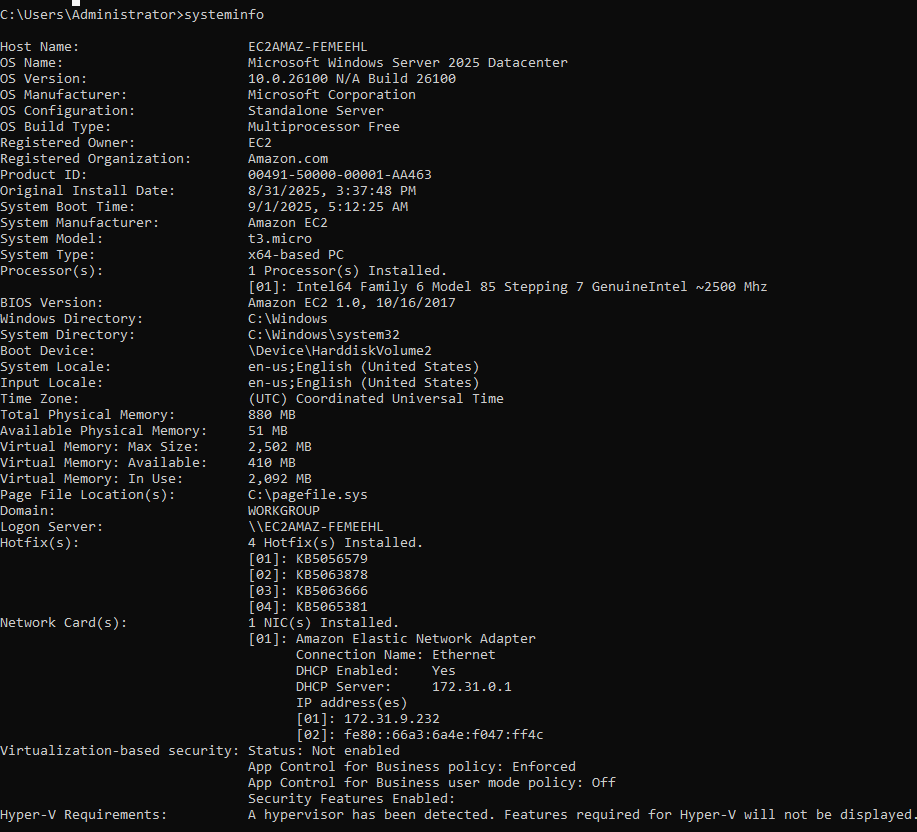 C:\Users\Administrator>systeminfo
Host Name: EC2AMAZ-FEMEEHL
OS Name: Microsoft Windows Server 2025 Datacenter
OS Version: 10.0.26100 N/A Build 26100
OS Manufacturer: Microsoft Corporation
OS Configuration: Standalone Server
OS Build Type: Multiprocessor Free
Registered Owner: EC2
Registered Organization: Amazon.com
Product ID: 00491-50000-00001-AA463
Original Install Date: 8/31/2025, 3:37:48 PM
System Boot Time: 9/1/2025, 5:12:25 AM
System Manufacturer: Amazon EC2
System Model: t3.micro
System Type: x64-based PC
Processor(s): 1 Processor(s) Installed.
[01]: Intel64 Family 6 Model 85 Stepping 7 GenuineIntel ~2500 Mhz
BIOS Version: Amazon EC2 1.0, 10/16/2017
Windows Directory: C:\Windows
System Directory: C:\Windows\system32
Boot Device: \Device\HarddiskVolume2
System Locale: en-us;English (United States)
Input Locale: en-us;English (United States)
Time Zone: (UTC) Coordinated Universal Time
Total Physical Memory: 880 MB
Available Physical Memory: 51 MB
Virtual Memory: Max Size: 2,502 MB
Virtual Memory: Available: 410 MB
Virtual Memory: In Use: 2,092 MB
Page File Location(s): C:\pagefile.sys
Domain: WORKGROUP
Logon Server: \\EC2AMAZ-FEMEEHL
Hotfix(s): 4 Hotfix(s) Installed.
[01]: KB5056579
[02]: KB5063878
[03]: KB5063666
[04]: KB5065381
Network Card(s): 1 NIC(s) Installed.
[01]: Amazon Elastic Network Adapter
Connection Name: Ethernet
DHCP Enabled: Yes
DHCP Server: 172.31.0.1
IP address(es)
[01]: 172.31.9.232
[02]: fe80::66a3:6a4e:f047:ff4c
Virtualization-based security: Status: Not enabled
App Control for Business policy: Enforced
App Control for Business user mode policy: Off
Security Features Enabled:
Hyper-V Requirements: A hypervisor has been detected. Features required for Hyper-V will not be displayed.